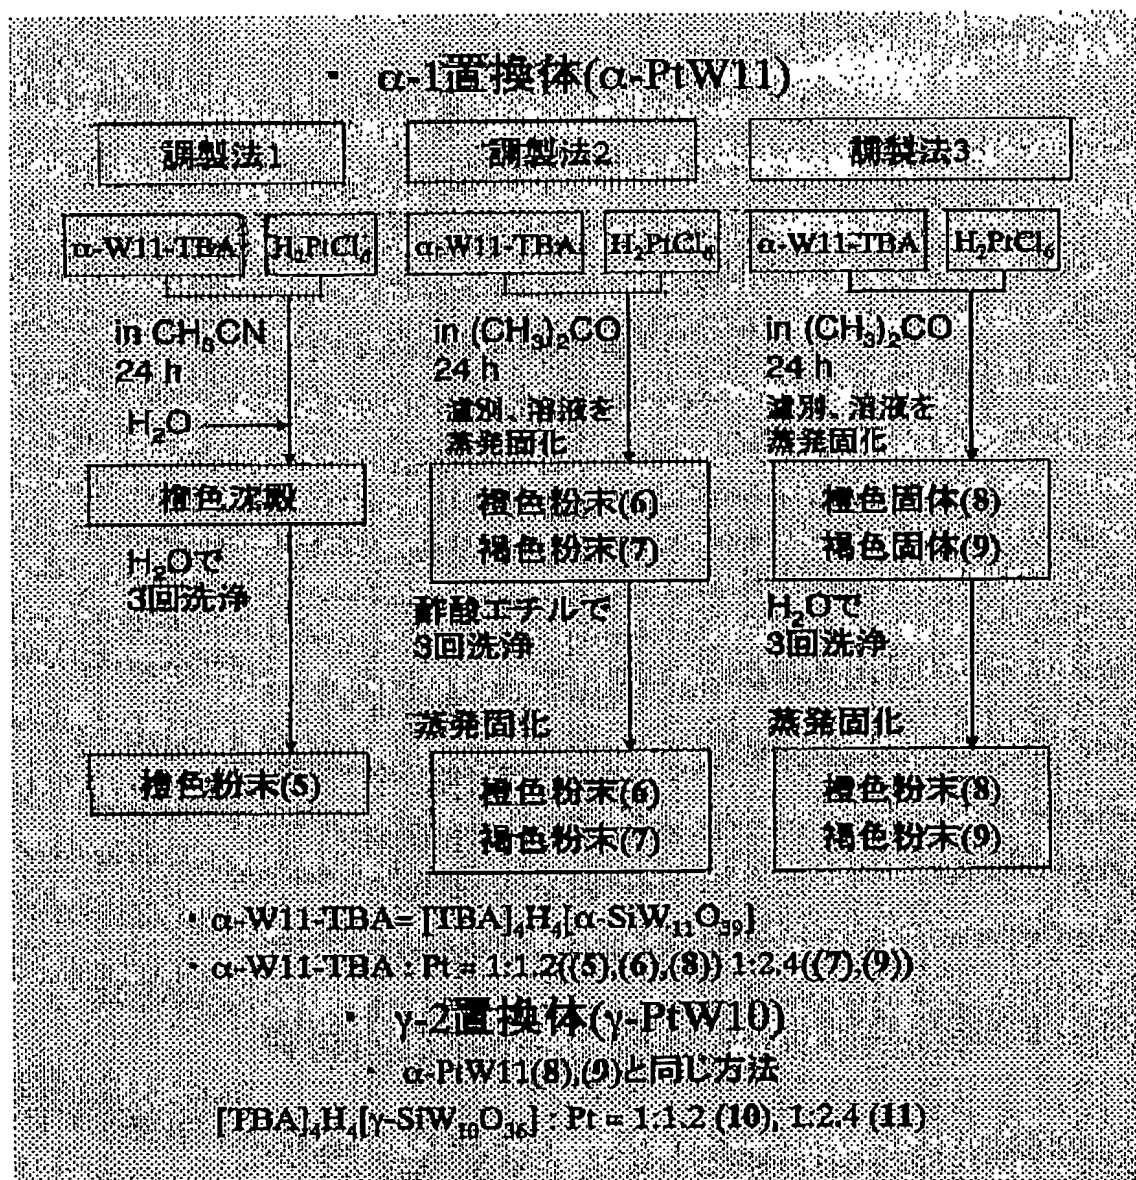 ・ α-1置換体(α-PtW11)
調製法1
α-W11-TBA
H₂PtCl₆
in CH₃CN
24 h
H₂O
橙色沈殿
H₂Oで
3回洗浄
橙色粉末(5)
調製法2
α-W11-TBA
H₂PtCl₆
in (CH₃)₂CO
24 h
濾別、溶液を
蒸発固化
橙色粉末(6)
褐色粉末(7)
酢酸エチルで
3回洗浄
蒸発固化
橙色粉末(6)
褐色粉末(7)
調製法3
α-W11-TBA
H₂PtCl₆
in (CH₃)₂CO
24 h
濾別、溶液を
蒸発固化
橙色固体(8)
褐色固体(9)
H₂Oで
3回洗浄
蒸発固化
橙色粉末(8)
褐色粉末(9)
・ α-W11-TBA= [TBA]₄H₄[α-SiW₁₁O₃₉]
・ α-W11-TBA : Pt = 1:1.2((5),(6),(8)) 1:2.4((7),(9))
・ γ-2置換体(γ-PtW10)
・ α-PtW11(8),(9)と同じ方法
[TBA]₄H₄[γ-SiW₁₀O₃₆] : Pt = 1:1.2 (10), 1:2.4 (11)